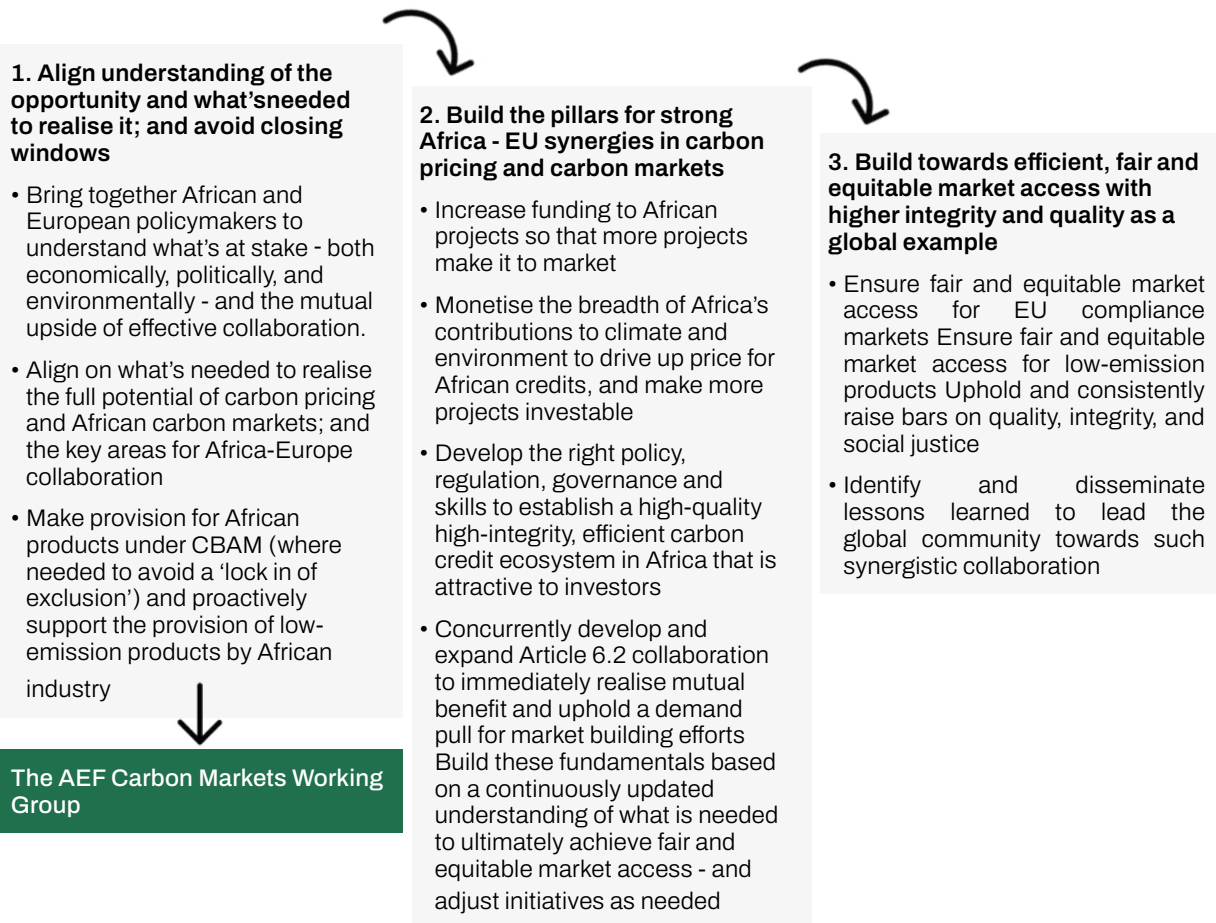 1. Align understanding of the
opportunity and what'sneeded
to realise it; and avoid closing
windows
• Bring together African and
European policymakers to
understand what's at stake - both
economically, politically, and
environmentally - and the mutual
upside of effective collaboration.
• Align on what's needed to realise
the full potential of carbon pricing
and African carbon markets; and
the key areas for Africa-Europe
collaboration
• Make provision for African
products under CBAM (where
needed to avoid a 'lock in of
exclusion') and proactively
support the provision of low-
emission products by African
industry
The AEF Carbon Markets Working
Group
2. Build the pillars for strong
Africa - EU synergies in carbon
pricing and carbon markets
• Increase funding to African
projects so that more projects
make it to market
• Monetise the breadth of Africa's
contributions to climate and
environment to drive up price for
African credits, and make more
projects investable
• Develop the right policy,
regulation, governance and
skills to establish a high-quality
high-integrity, efficient carbon
credit ecosystem in Africa that is
attractive to investors
• Concurrently develop and
expand Article 6.2 collaboration
to immediately realise mutual
benefit and uphold a demand
pull for market building efforts
Build these fundamentals based
on a continuously updated
understanding of what is needed
to ultimately achieve fair and
equitable market access - and
adjust initiatives as needed
3. Build towards efficient, fair and
equitable market access with
higher integrity and quality as a
global example
• Ensure fair and equitable market
access for EU compliance
markets Ensure fair and equitable
market access for low-emission
products Uphold and consistently
raise bars on quality, integrity, and
social justice
• Identify and disseminate
lessons learned to lead the
global community towards such
synergistic collaboration